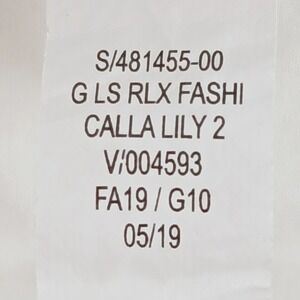 S/481455-00
G LS RLX FASHI
CALLA LILY 2
V/004593
FA19 / G10
05/19